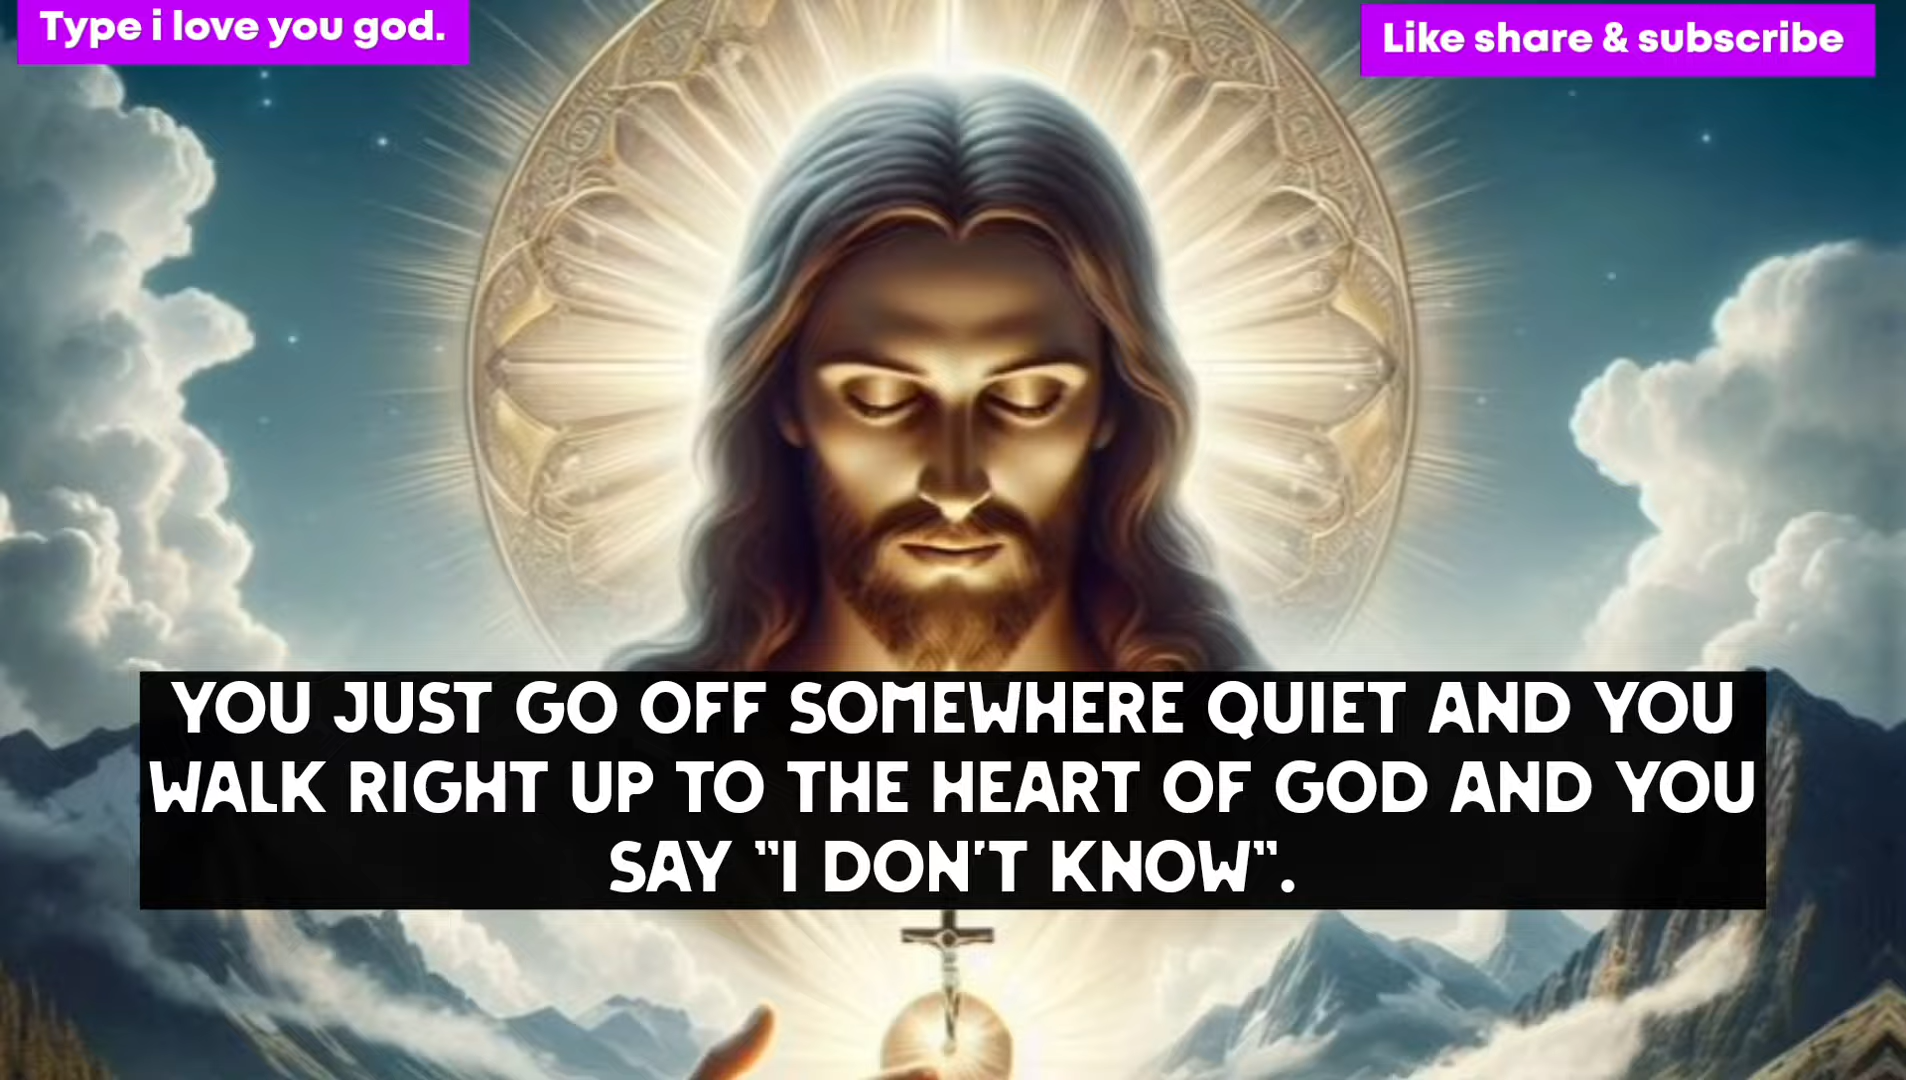 Type i love you god.
Like share & subscribe
YOU JUST GO OFF SOMEWHERE QUIET AND YOU
WALK RIGHT UP TO THE HEART OF GOD AND YOU
SAY "I DON'T KNOW".